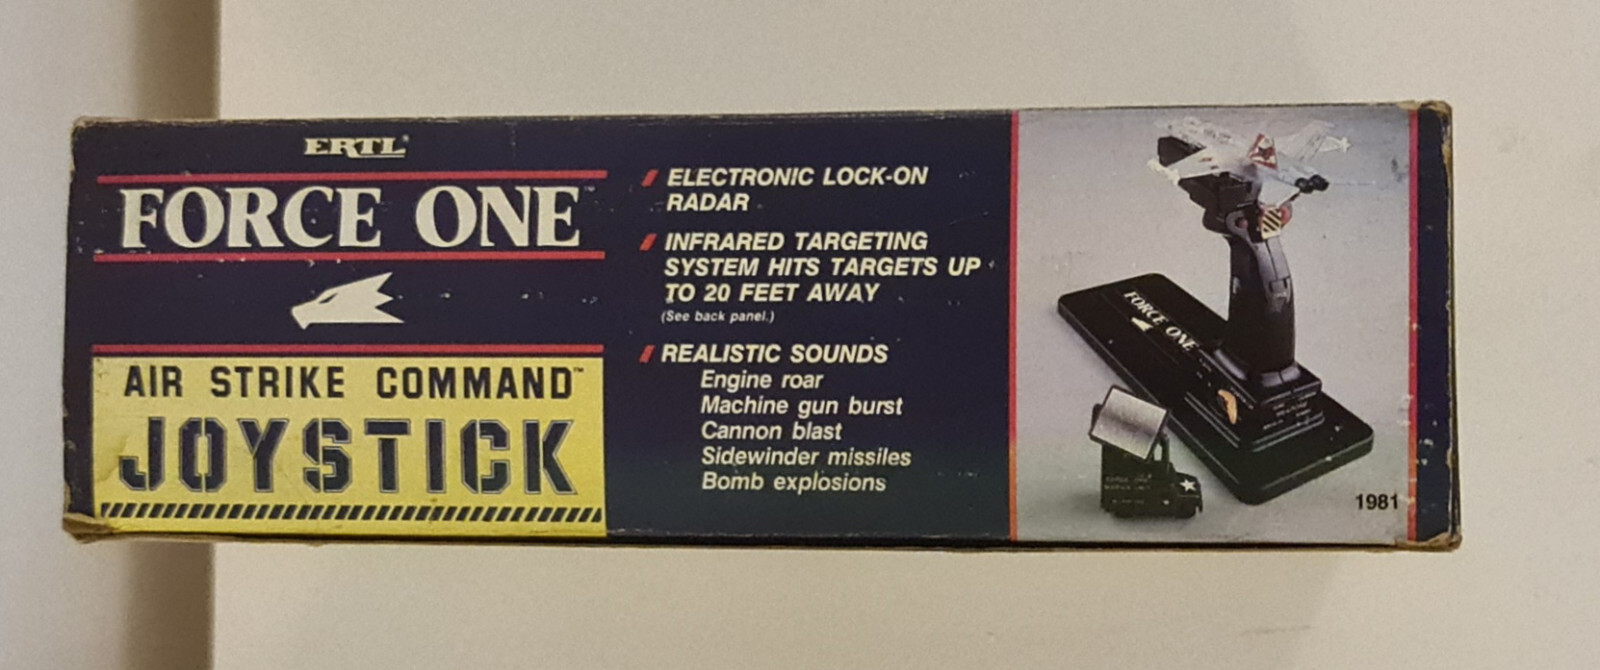 ERTL®
FORCE ONE™
AIR STRIKE COMMAND™
JOYSTICK
ELECTRONIC LOCK-ON
RADAR
INFRARED TARGETING
SYSTEM HITS TARGETS UP
TO 20 FEET AWAY
(See back panel.)
REALISTIC SOUNDS
Engine roar
Machine gun burst
Cannon blast
Sidewinder missiles
Bomb explosions
FORCE ONE
1981